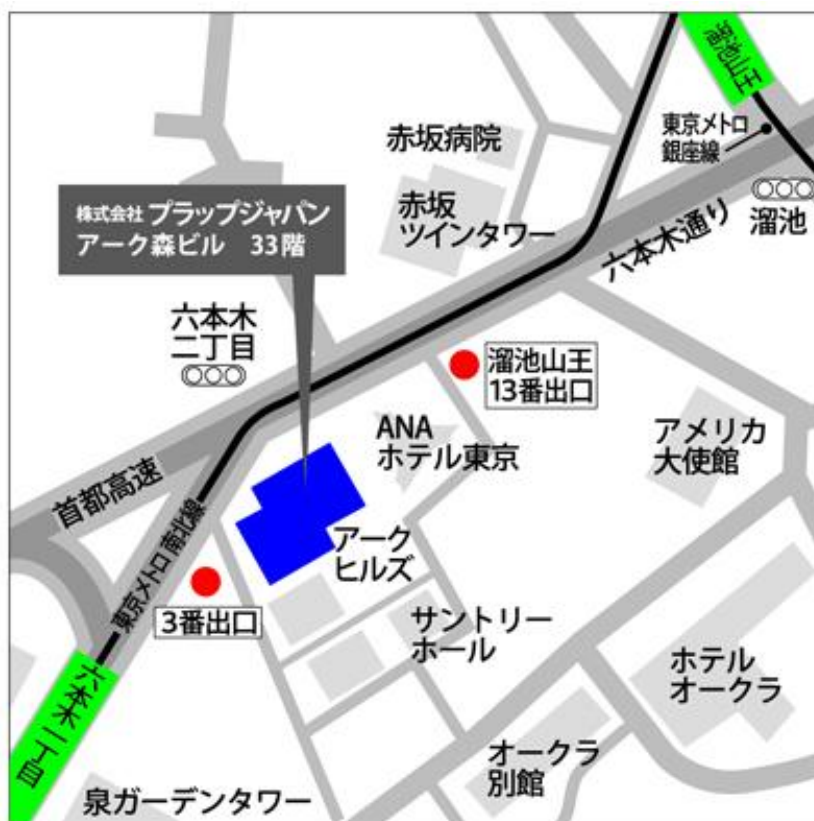 溜池山王
東京メトロ
銀座線
赤坂病院
赤坂
ツインタワー
六本木通り
溜池
株式会社 プラップジャパン
アーク森ビル 33階
六本木
二丁目
溜池山王
13番出口
ANA
ホテル東京
アメリカ
大使館
首都高速
東京メトロ 南北線
アーク
ヒルズ
3番出口
サントリー
ホール
ホテル
オークラ
六本木一丁目
オークラ
別館
泉ガーデンタワー